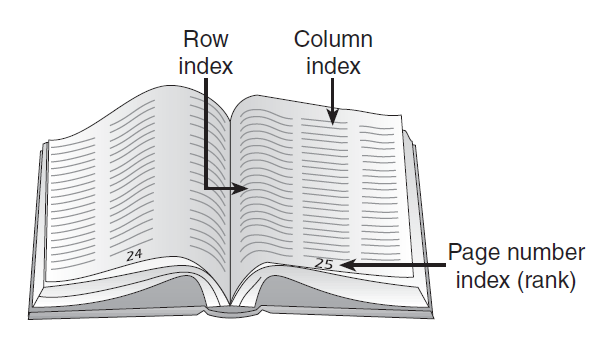 Row
index
Column
index
24
25
Page number
index (rank)